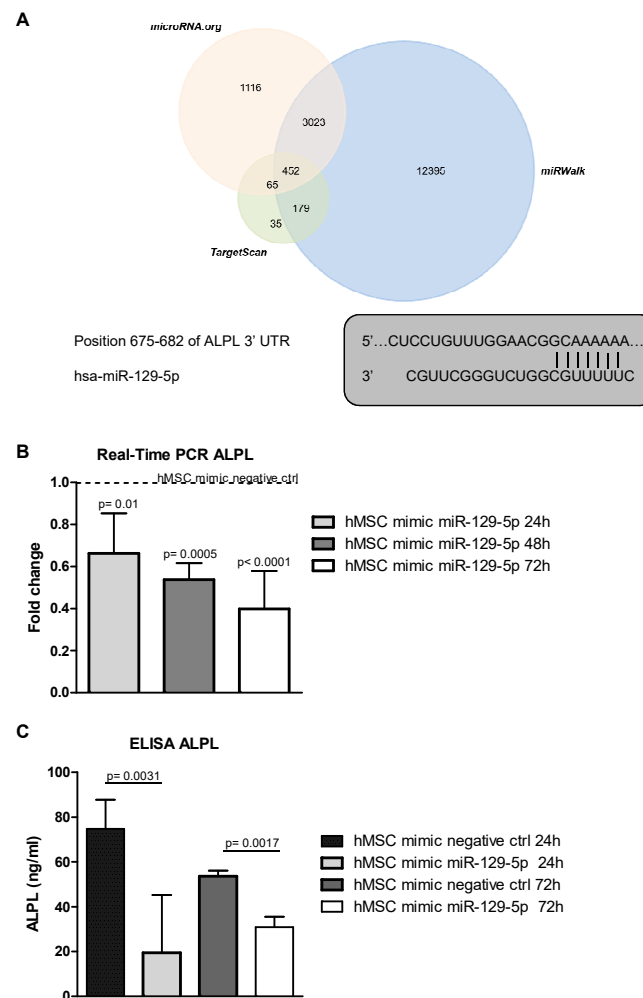 A
microRNA.org
1116
3023
452
12395
miRWalk
65
179
35
TargetScan
Position 675-682 of ALPL 3’ UTR 5’…CUCCUGUUUGGAACGGCAAAAAA…
hsa-miR-129-5p 3’ CGUUCGGGUCUGGCGUUUUUC
B
Real-Time PCR ALPL
hMSC mimic negative ctrl
1.0
0.8
0.6
0.4
0.2
0.0
Fold change
p= 0.01
p= 0.0005
p< 0.0001
hMSC mimic miR-129-5p 24h
hMSC mimic miR-129-5p 48h
hMSC mimic miR-129-5p 72h
C
ELISA ALPL
100
80
60
40
20
0
ALPL (ng/ml)
p= 0.0031
p= 0.0017
hMSC mimic negative ctrl 24h
hMSC mimic miR-129-5p 24h
hMSC mimic negative ctrl 72h
hMSC mimic miR-129-5p 72h